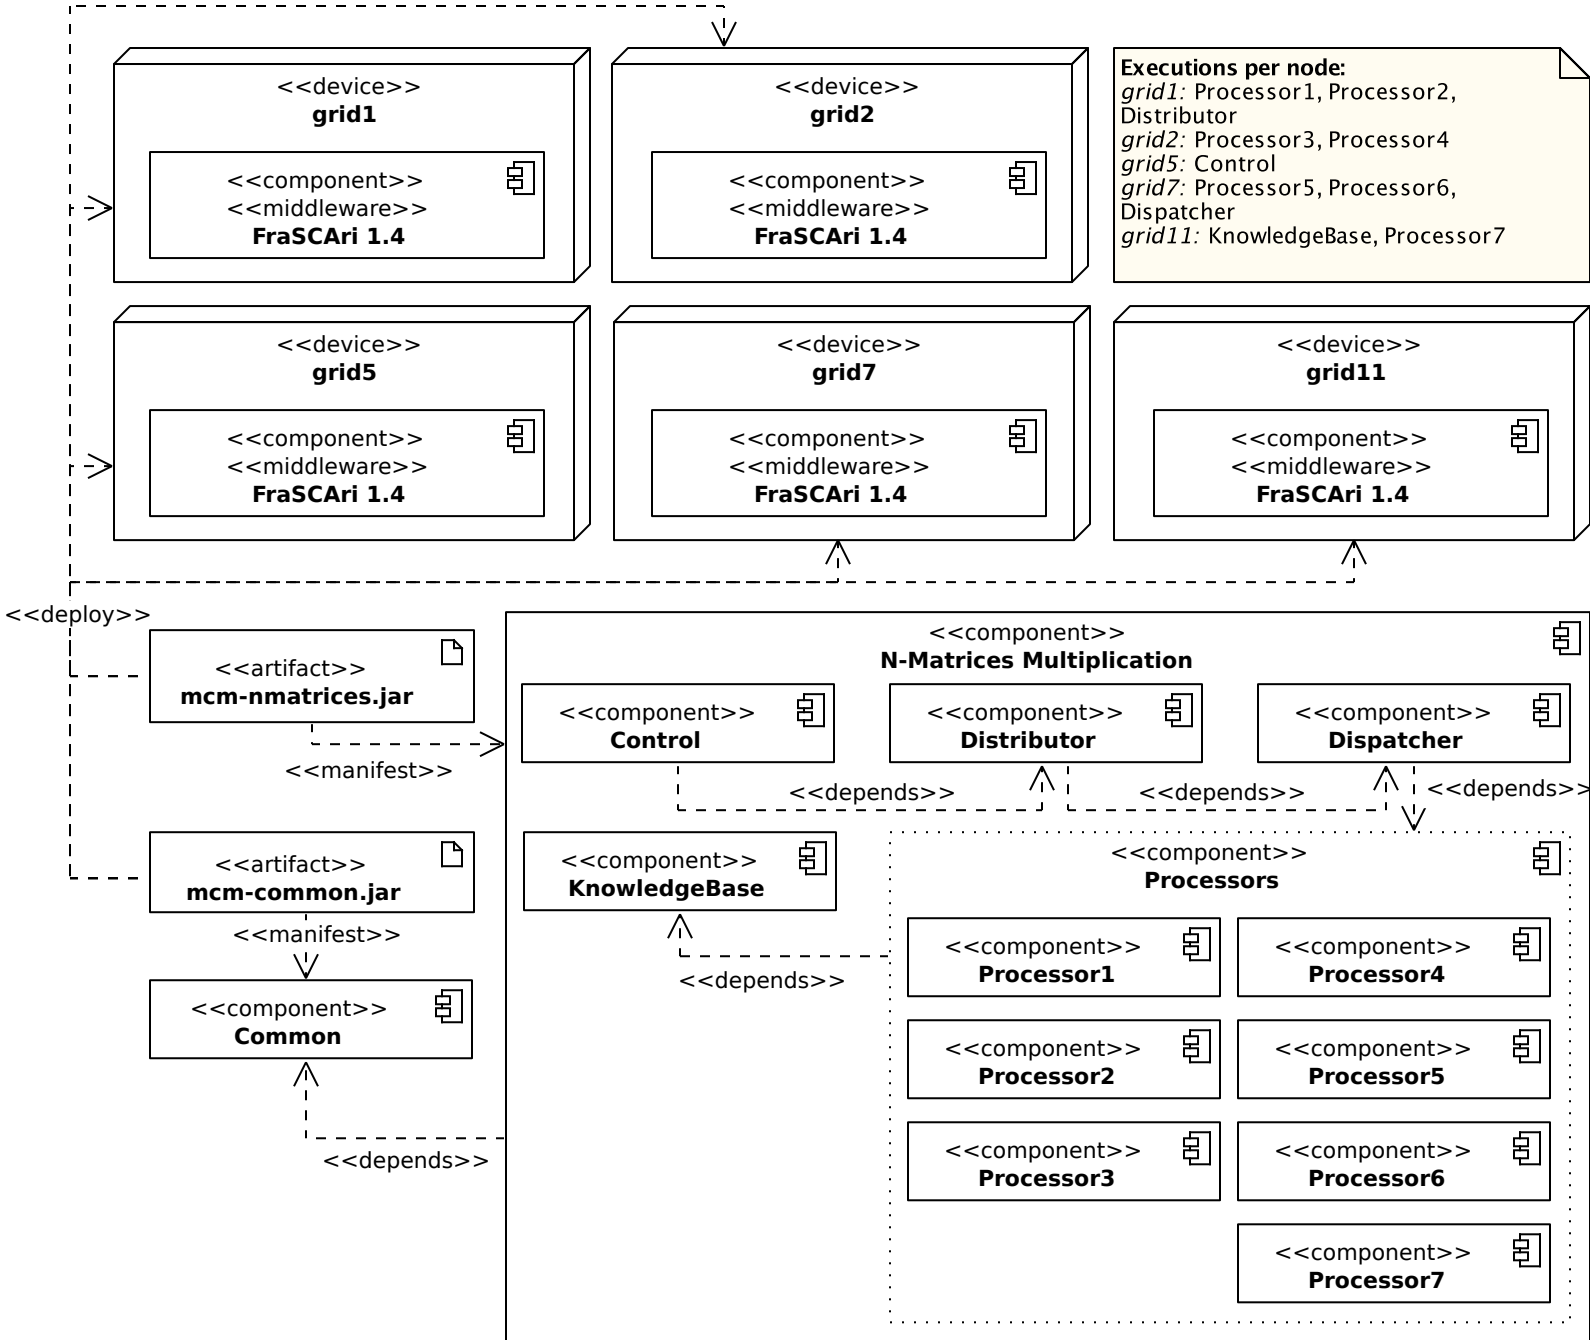 <<device>>
grid1
<<component>>
<<middleware>>
FraSCAri 1.4
<<device>>
grid2
<<component>>
<<middleware>>
FraSCAri 1.4
Executions per node:
grid1: Processor1, Processor2,
Distributor
grid2: Processor3, Processor4
grid5: Control
grid7: Processor5, Processor6,
Dispatcher
grid11: KnowledgeBase, Processor7
<<device>>
grid5
<<component>>
<<middleware>>
FraSCAri 1.4
<<device>>
grid7
<<component>>
<<middleware>>
FraSCAri 1.4
<<device>>
grid11
<<component>>
<<middleware>>
FraSCAri 1.4
<<deploy>>
<<artifact>>
mcm-nmatrices.jar
<<manifest>>
<<artifact>>
mcm-common.jar
<<manifest>>
<<component>>
Common
<<depends>>
<<component>>
N-Matrices Multiplication
<<component>>
Control
<<component>>
Distributor
<<component>>
Dispatcher
<<depends>>
<<depends>>
<<depends>>
<<component>>
KnowledgeBase
<<depends>>
<<component>>
Processors
<<component>>
Processor1
<<component>>
Processor4
<<component>>
Processor2
<<component>>
Processor5
<<component>>
Processor3
<<component>>
Processor6
<<component>>
Processor7